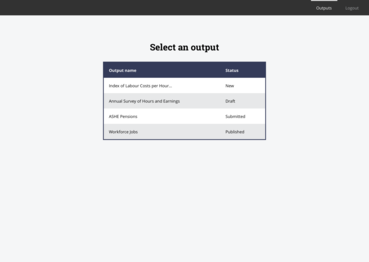 Outputs Logout
Select an output
Output name Status
Index of Labour Costs per Hour... New
Annual Survey of Hours and Earnings Draft
ASHE Pensions Submitted
Workforce Jobs Published